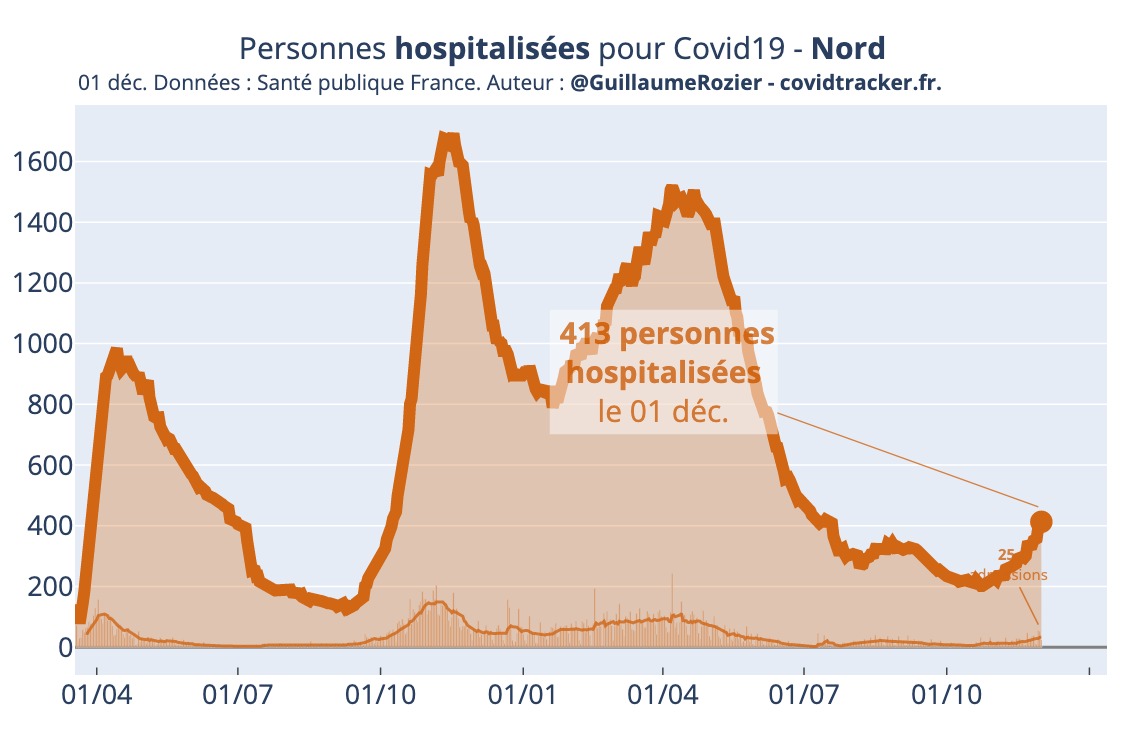 Personnes hospitalisées pour Covid19 - Nord
01 déc. Données : Santé publique France. Auteur : @GuillaumeRozier - covidtracker.fr.
1600
1400
1200
1000
800
600
400
200
0
413 personnes
hospitalisées
le 01 déc.
25
admissions
01/04
01/07
01/10
01/01
01/04
01/07
01/10